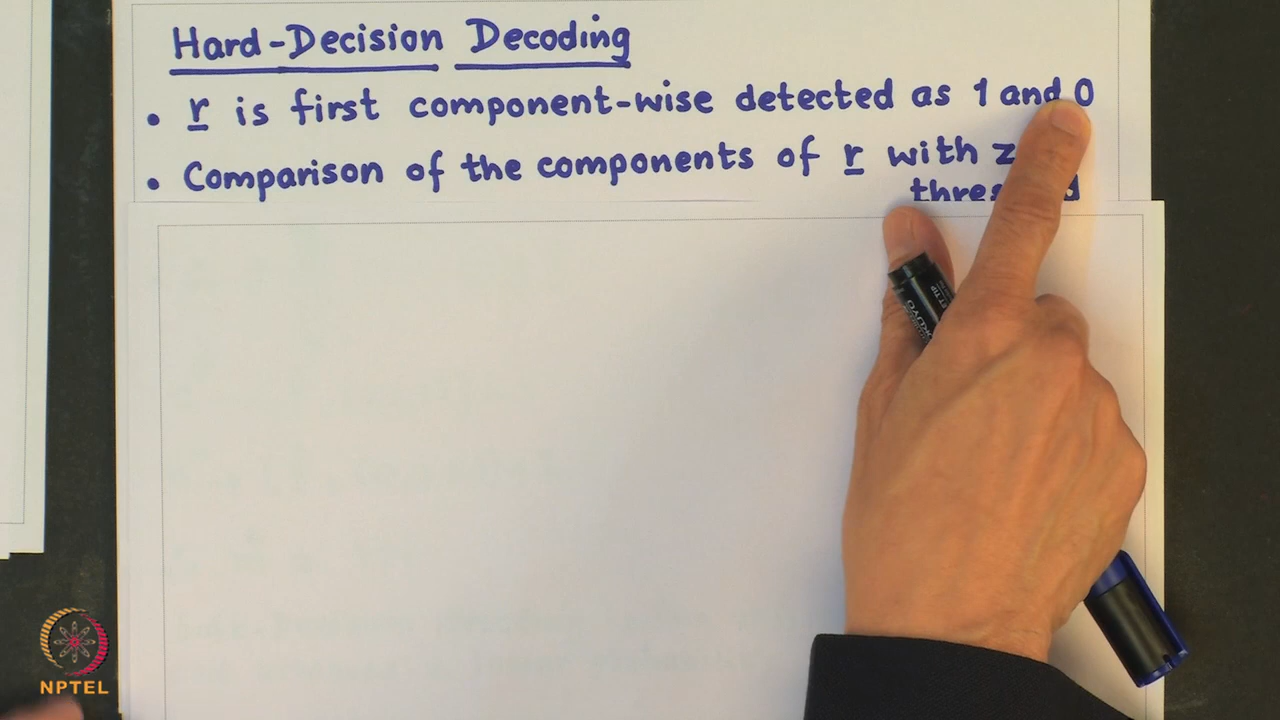 Hard-Decision Decoding
• r is first component-wise detected as 1 and 0
• Comparison of the components of r with
NPTEL